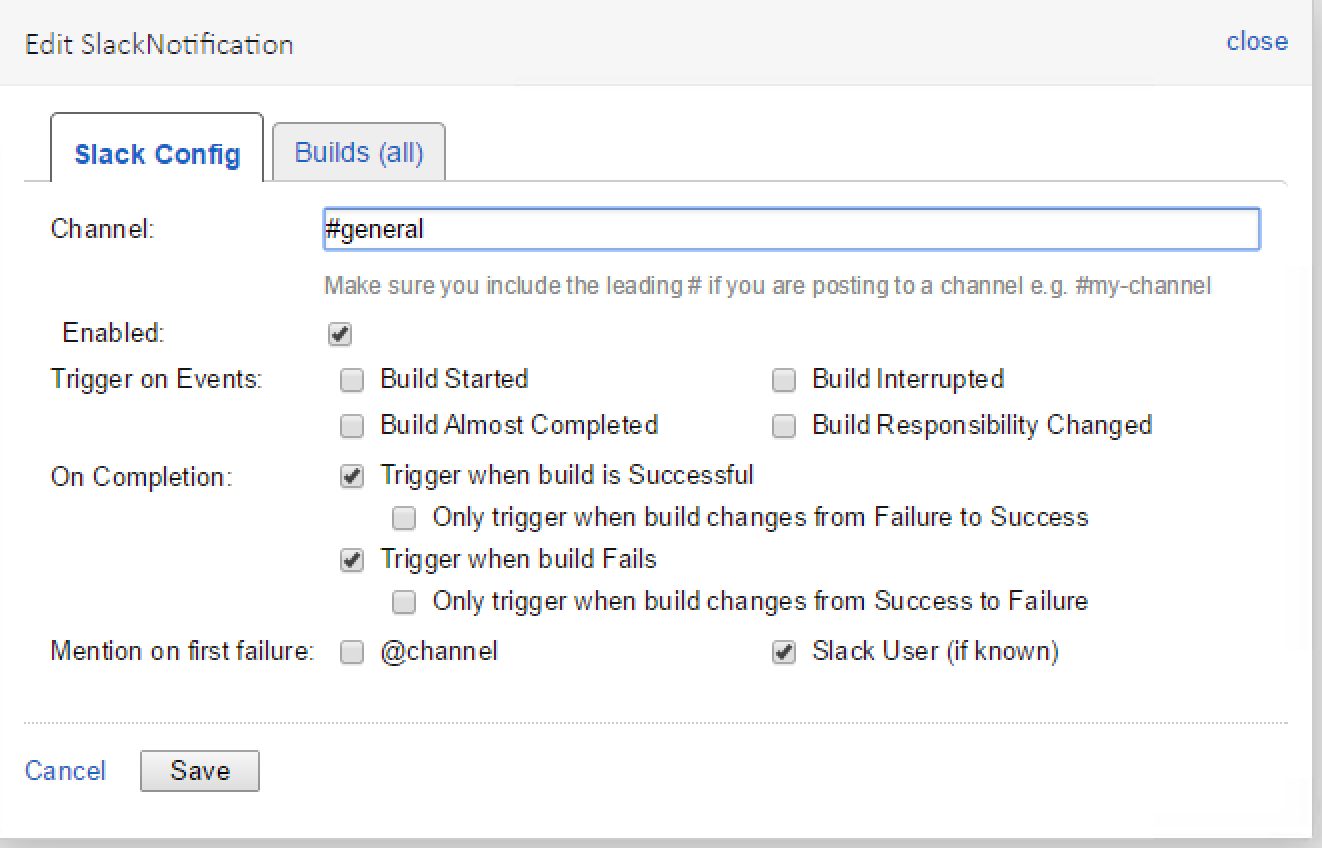 Edit SlackNotification
close
Slack Config
Builds (all)
Channel:
#general
Make sure you include the leading # if you are posting to a channel e.g. #my-channel
Enabled:
Trigger on Events:
Build Started
Build Interrupted
Build Almost Completed
Build Responsibility Changed
On Completion:
Trigger when build is Successful
Only trigger when build changes from Failure to Success
Trigger when build Fails
Only trigger when build changes from Success to Failure
Mention on first failure:
@channel
Slack User (if known)
Cancel
Save